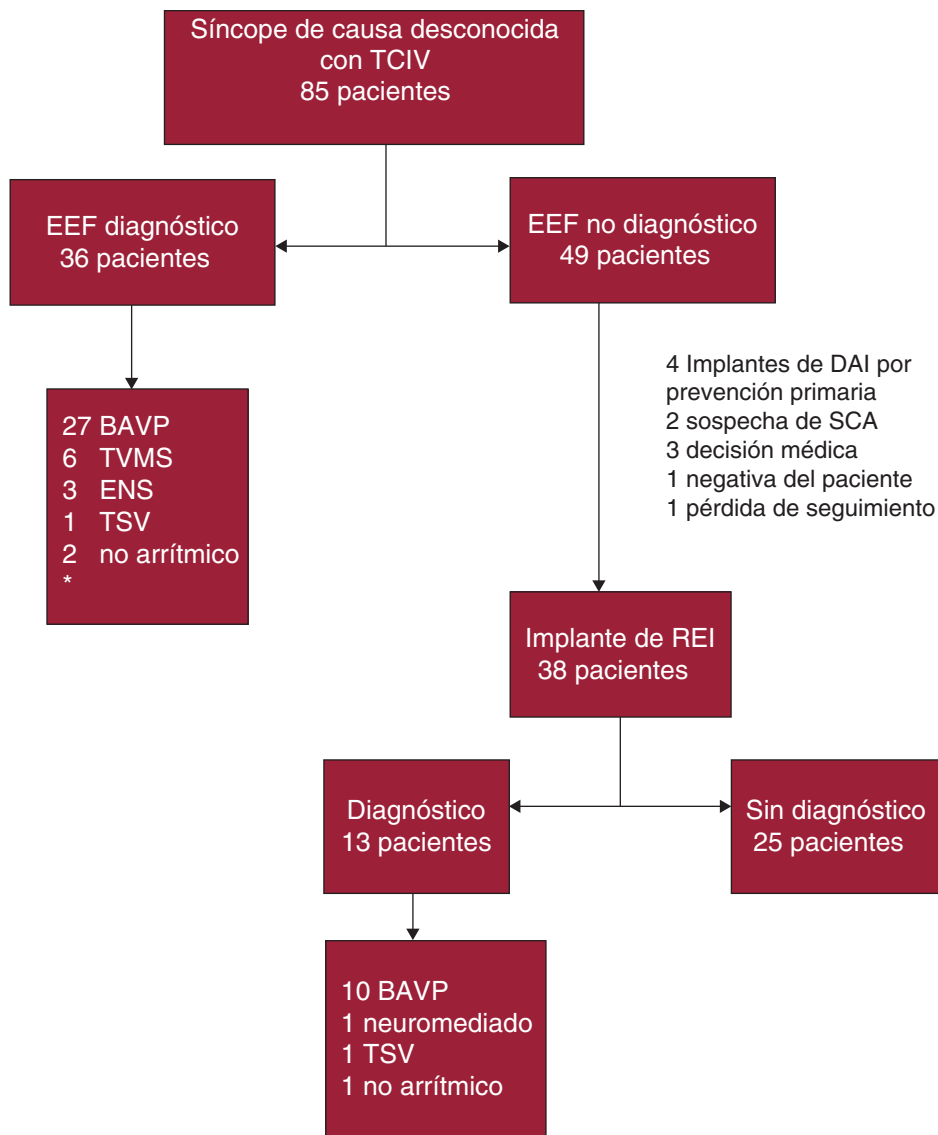 Síncope de causa desconocida
con TCIV
85 pacientes
EEF diagnóstico
36 pacientes
EEF no diagnóstico
49 pacientes
27 BAVP
6 TVMS
3 ENS
1 TSV
2 no arrítmico
*
4 Implantes de DAI por
prevención primaria
2 sospecha de SCA
3 decisión médica
1 negativa del paciente
1 pérdida de seguimiento
Implante de REI
38 pacientes
Diagnóstico
13 pacientes
Sin diagnóstico
25 pacientes
10 BAVP
1 neuromediado
1 TSV
1 no arrítmico